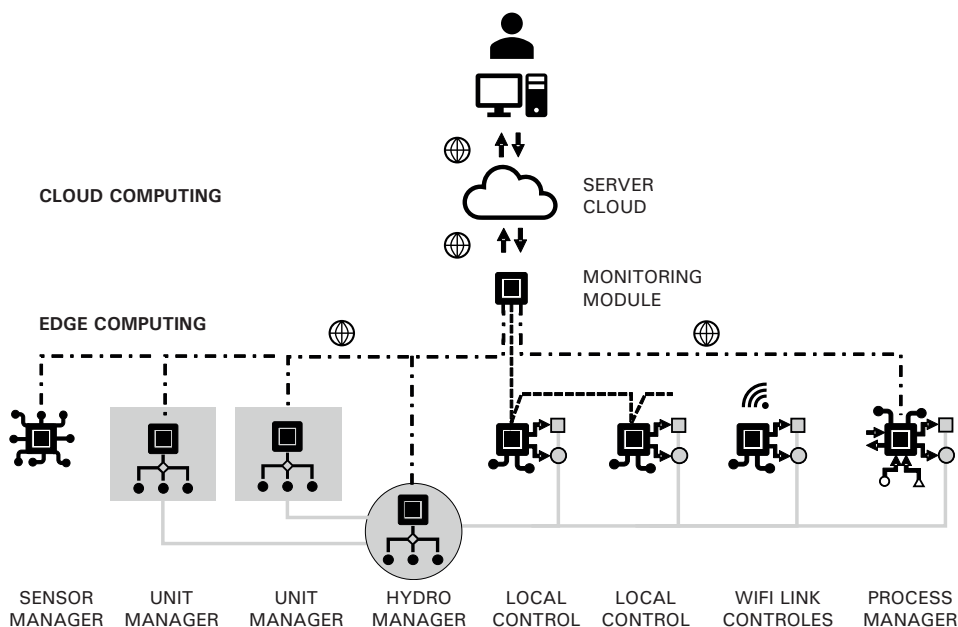 CLOUD COMPUTING
SERVER
CLOUD
MONITORING
MODULE
EDGE COMPUTING
SENSOR
MANAGER
UNIT
MANAGER
UNIT
MANAGER
HYDRO
MANAGER
LOCAL
CONTROL
LOCAL
CONTROL
WIFI LINK
CONTROLES
PROCESS
MANAGER